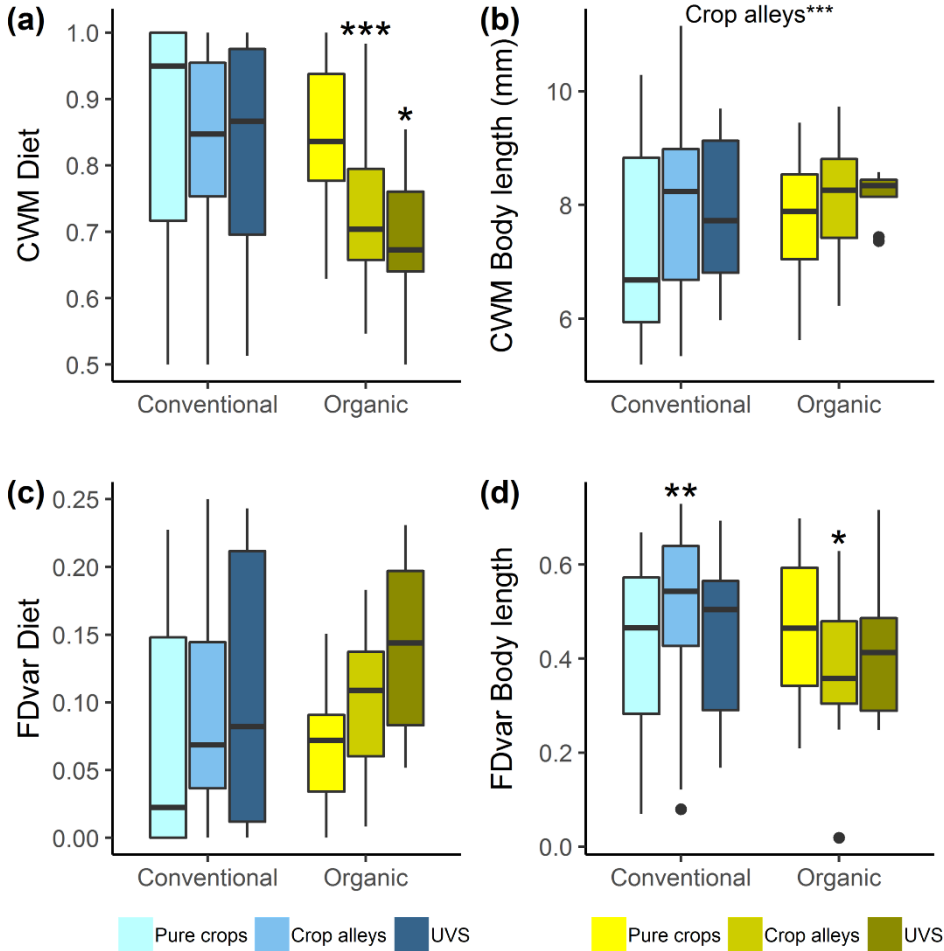 (a)
CWM Diet
1.0
0.9
0.8
0.7
0.6
0.5
***
*
Conventional
Organic
(b)
Crop alleys***
CWM Body length (mm)
10
8
6
Conventional
Organic
(c)
FDvar Diet
0.25
0.20
0.15
0.10
0.05
0.00
Conventional
Organic
(d)
FDvar Body length
0.6
0.4
0.2
0.0
**
*
Conventional
Organic
Pure crops Crop alleys UVS
Pure crops Crop alleys UVS